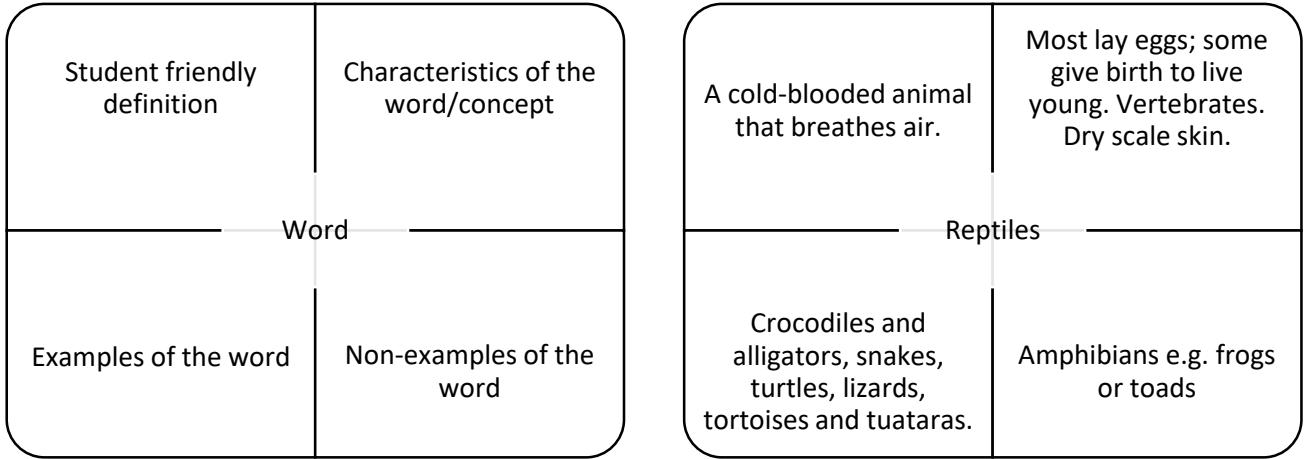 Student friendly
definition
Characteristics of the
word/concept
Word
Examples of the word
Non-examples of the
word
A cold-blooded animal
that breathes air.
Most lay eggs; some
give birth to live
young. Vertebrates.
Dry scale skin.
Reptiles
Crocodiles and
alligators, snakes,
turtles, lizards,
tortoises and tuataras.
Amphibians e.g. frogs
or toads